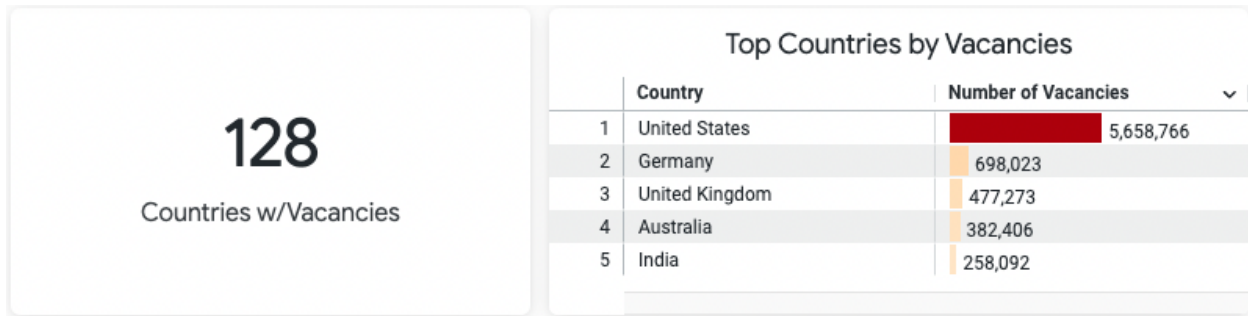 128
Countries w/Vacancies
Top Countries by Vacancies
Country Number of Vacancies
1 United States 5,658,766
2 Germany 698,023
3 United Kingdom 477,273
4 Australia 382,406
5 India 258,092